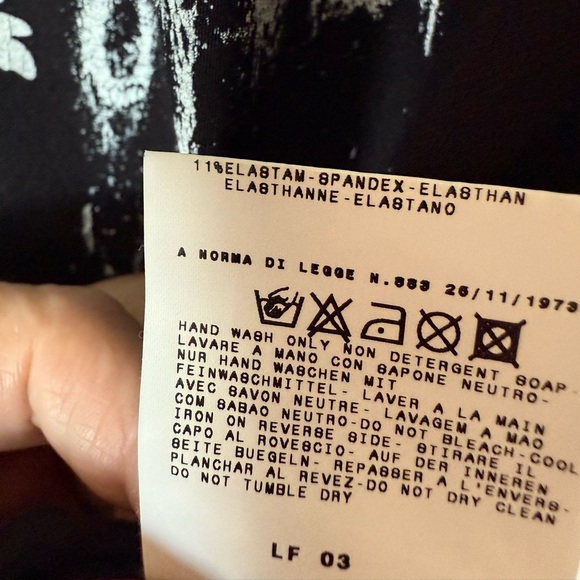 11%ELASTAM-SPANDEX-ELASTHAN
ELASTHANNE-ELASTANO
A NORMA DI LEGGE N.883 26/11/1973
HAND WASH ONLY NON DETERGENT SOAP-
LAVARE A MANO CON SAPONE NEUTRO-
NUR HAND WASCHEN MIT
FEINWASCHMITTEL- LAVER A LA MAIN
AVEC SAVON NEUTRE- LAVAGEM A MAO
COM SABAO NEUTRO-DO NOT BLEACH-COOL
IRON ON REVERSE SIDE- STIRARE IL
CAPO AL ROVESCIO- AUF DER INNEREN
SEITE BUEGELN- REPASSER A L'ENVERS-
PLANCHAR AL REVEZ-DO NOT DRY CLEAN
DO NOT TUMBLE DRY
LF 03